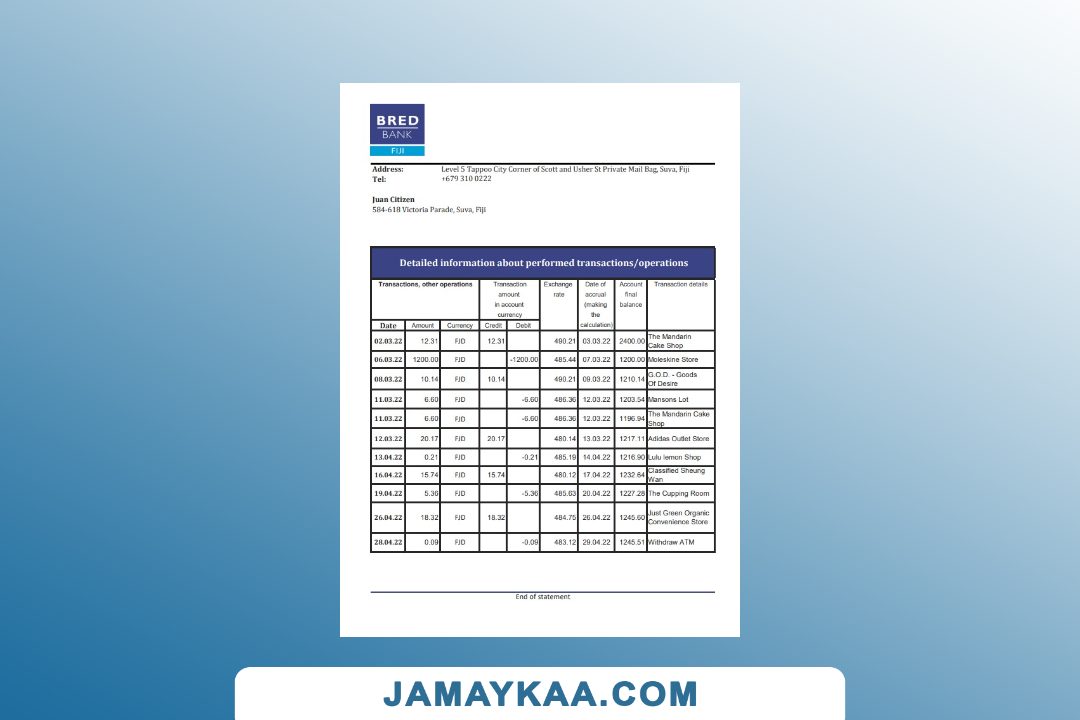 BRED
BANK
FIJI
Address: Level 5 Tappoo City Corner of Scott and Usher St Private Mail Bag, Suva, Fiji
Tel: +679 310 0222
Juan Citizen
584-618 Victoria Parade, Suva, Fiji
Detailed information about performed transactions/operations
Transactions, other operations
Transaction
amount
in account
currency
Exchange
rate
Date of
accrual
(making
the
calculation)
Account
final
balance
Transaction details
Date Amount Currency Credit Debit
02.03.22 12.31 FJD 12.31 490.21 03.03.22 2400.00 The Mandarin
Cake Shop
06.03.22 1200.00 FJD -1200.00 485.44 07.03.22 1200.00 Moleskine Store
08.03.22 10.14 FJD 10.14 490.21 09.03.22 1210.14 G.O.D. - Goods
Of Desire
11.03.22 6.60 FJD -6.60 486.36 12.03.22 1203.54 Mansons Lot
11.03.22 6.60 FJD -6.60 486.36 12.03.22 1196.94 The Mandarin Cake
Shop
12.03.22 20.17 FJD 20.17 480.14 13.03.22 1217.11 Adidas Outlet Store
13.04.22 0.21 FJD -0.21 485.19 14.04.22 1216.90 Lulu lemon Shop
16.04.22 15.74 FJD 15.74 480.12 17.04.22 1232.64 Classified Sheung
Wan
19.04.22 5.36 FJD -5.36 485.63 20.04.22 1227.28 The Cupping Room
26.04.22 18.32 FJD 18.32 484.75 26.04.22 1245.60 Just Green Organic
Convenience Store
28.04.22 0.09 FJD -0.09 483.12 29.04.22 1245.51 Withdraw ATM
End of statement
JAMAYKAA.COM